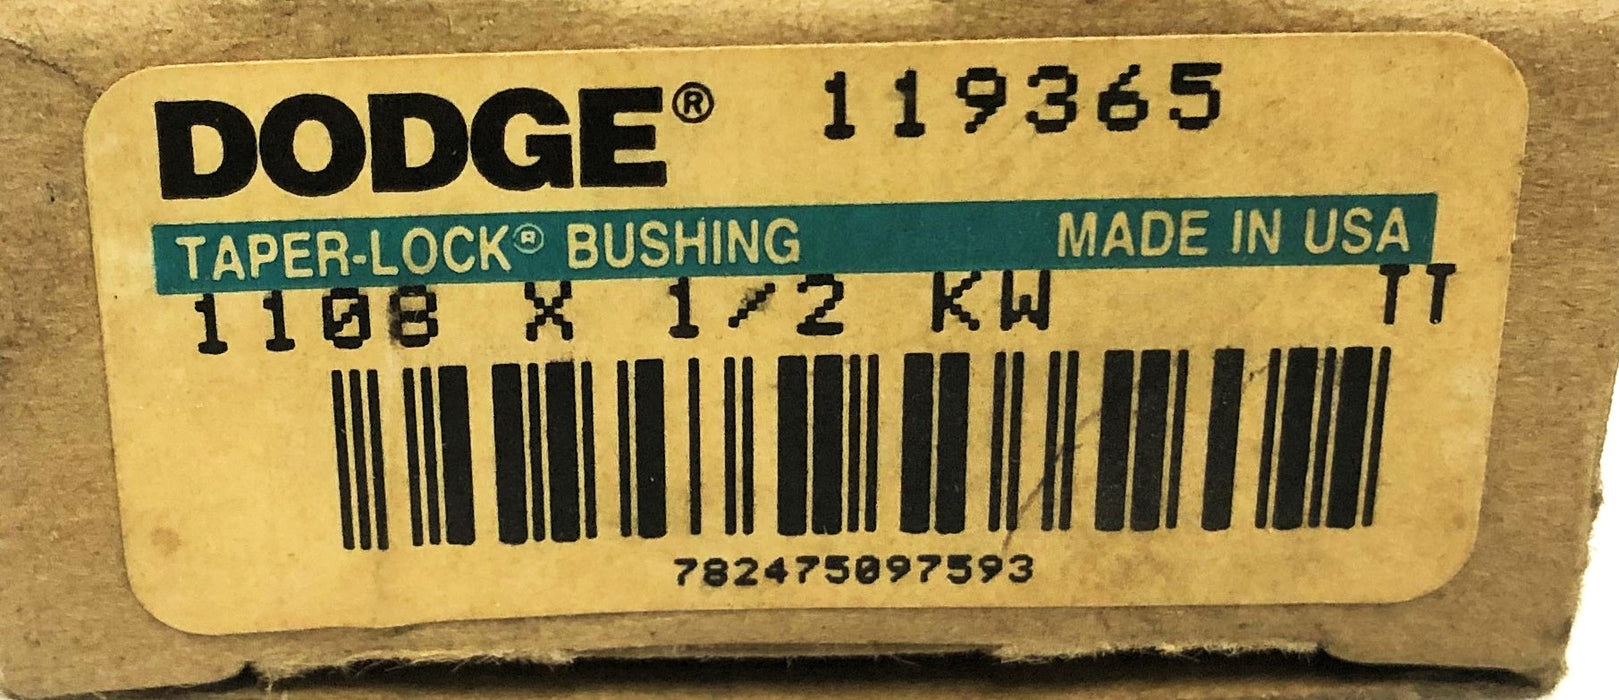 DODGE® 119365
TAPER-LOCK® BUSHING MADE IN USA
1108 X 1/2 KW TT
782475097593